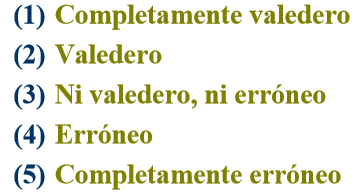 (1) Completamente valedero
(2) Valedero
(3) Ni valedero, ni erróneo
(4) Erróneo
(5) Completamente erróneo